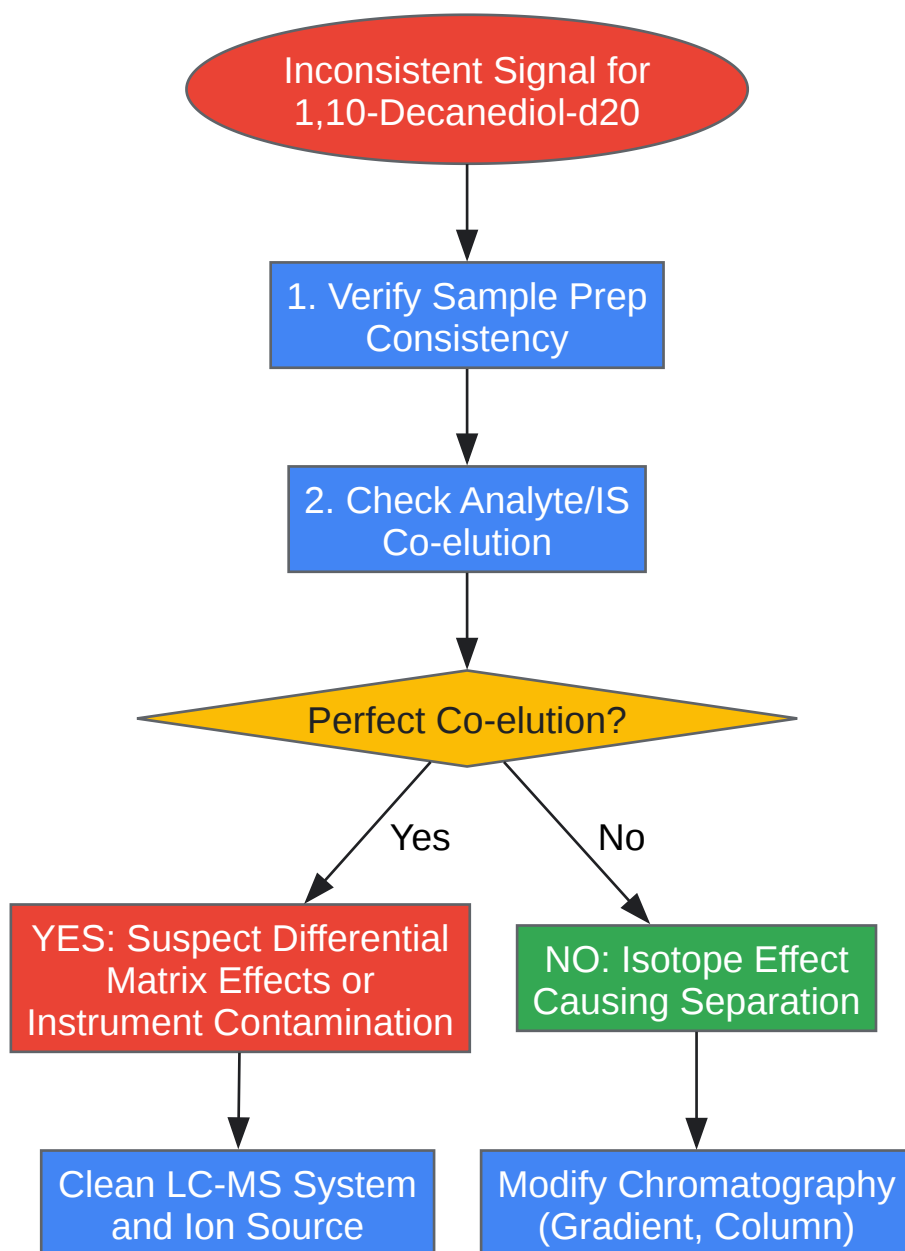 Inconsistent Signal for
1,10-Decanediol-d20
1. Verify Sample Prep
Consistency
2. Check Analyte/IS
Co-elution
Perfect Co-elution?
Yes
No
YES: Suspect Differential
Matrix Effects or
Instrument Contamination
NO: Isotope Effect
Causing Separation
Clean LC-MS System
and Ion Source
Modify Chromatography
(Gradient, Column)